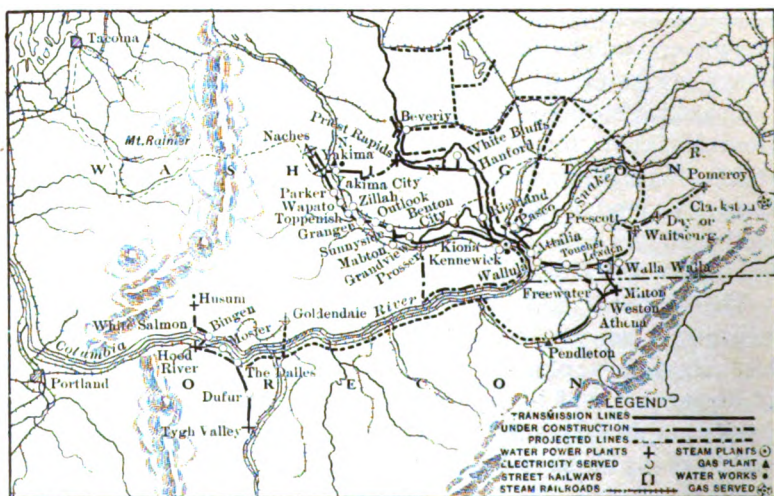 Tacoma
Mt. Rainier
W A S H I N G T O N
Naches
Priest Rapids
Beverly
White Bluffs
Hanford
N. Yakima
Yakima City
Parker
Zillah
Wapato
Outlook
Toppenish
Granger
Benton City
Richland
Pasco
Snake R.
Pomeroy
Clarkston
Prescott
Dayton
Waitsburg
Sunnyside
Mabton
Grandview
Prosser
Kiona
Kennewick
Attalia
Touchet
Wallula
Walla Walla
Freewater
Milton
Weston
Athena
Pendleton
Husum
White Salmon
Bingen
Mosier
Goldendale
Columbia River
Hood River
The Dalles
Portland
O R E G O N
Dufur
Tygh Valley
LEGEND
TRANSMISSION LINES
UNDER CONSTRUCTION
PROJECTED LINES
WATER POWER PLANTS + STEAM PLANTS
ELECTRICITY SERVED GAS PLANT ▲
STREET RAILWAYS WATER WORKS
STEAM RAILROADS GAS SERVED